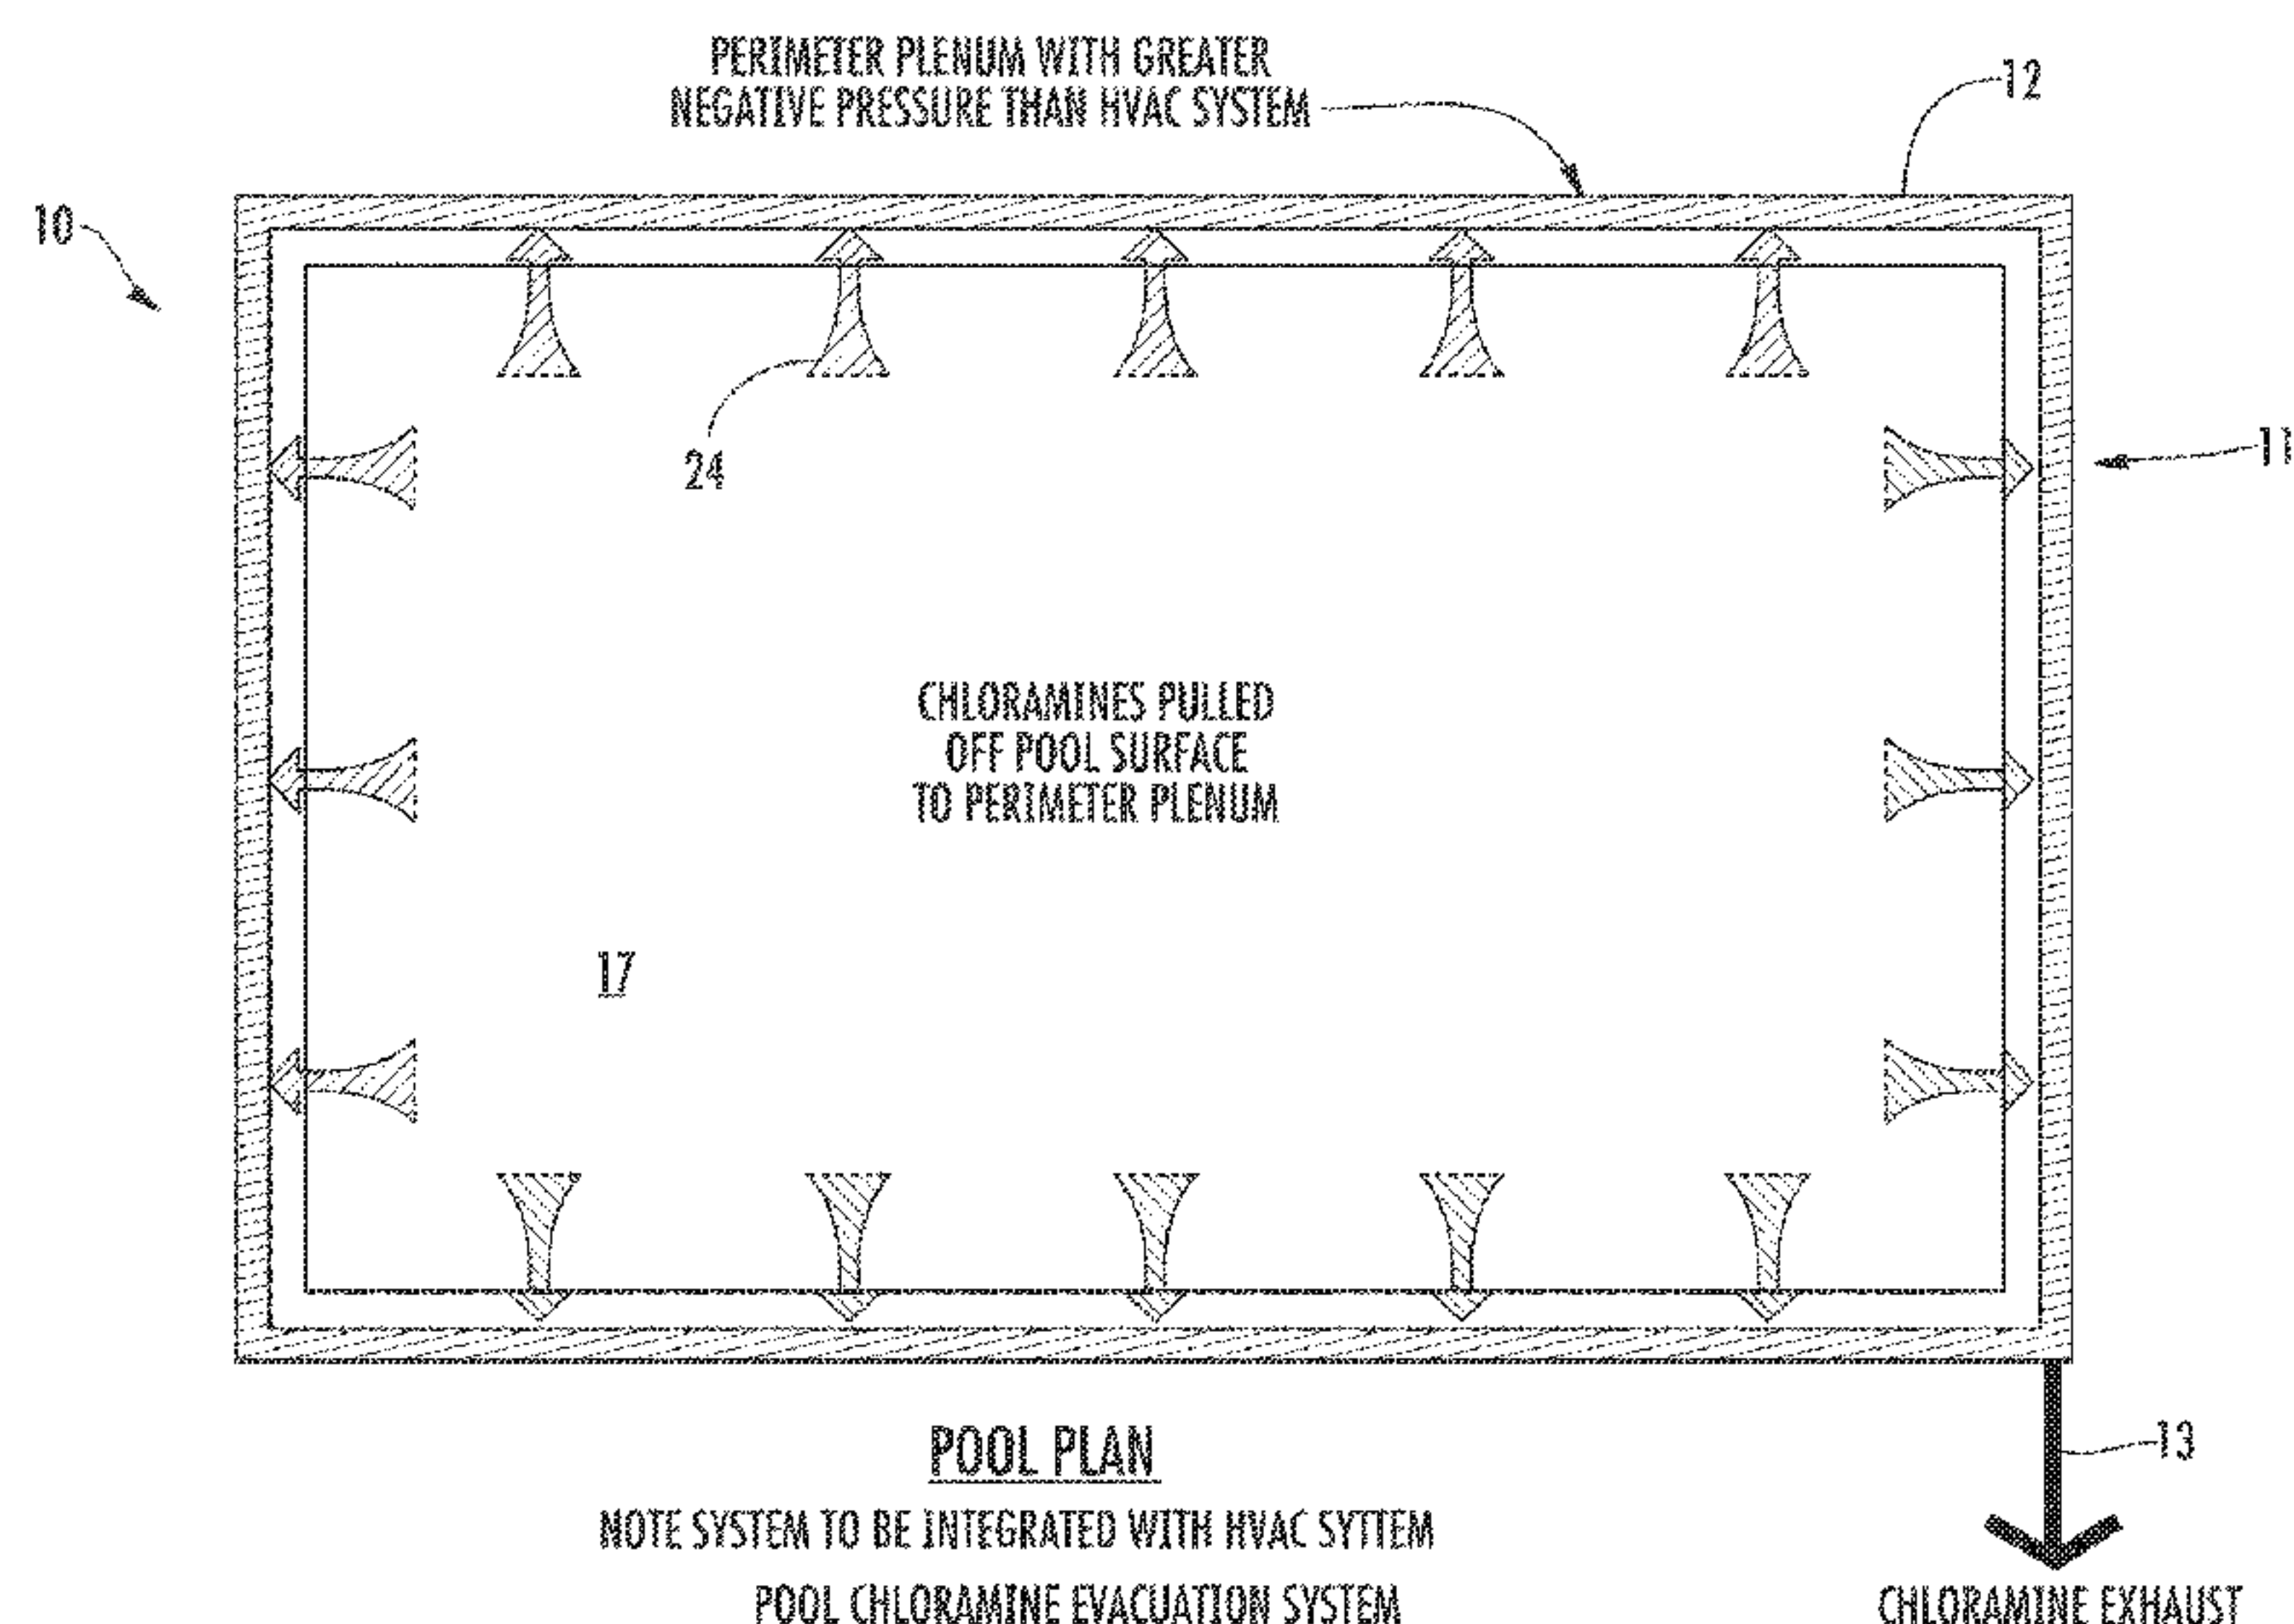 PERIMETER PLENUM WITH GREATER
NEGATIVE PRESSURE THAN HVAC SYSTEM
12
10
11
24
CHLORAMINES PULLED
OFF POOL SURFACE
TO PERIMETER PLENUM
17
POOL PLAN
13
NOTE SYSTEM TO BE INTEGRATED WITH HVAC SYTTEM
POOL CHLORAMINE EVACUATION SYSTEM
CHLORAMINE EXHAUST